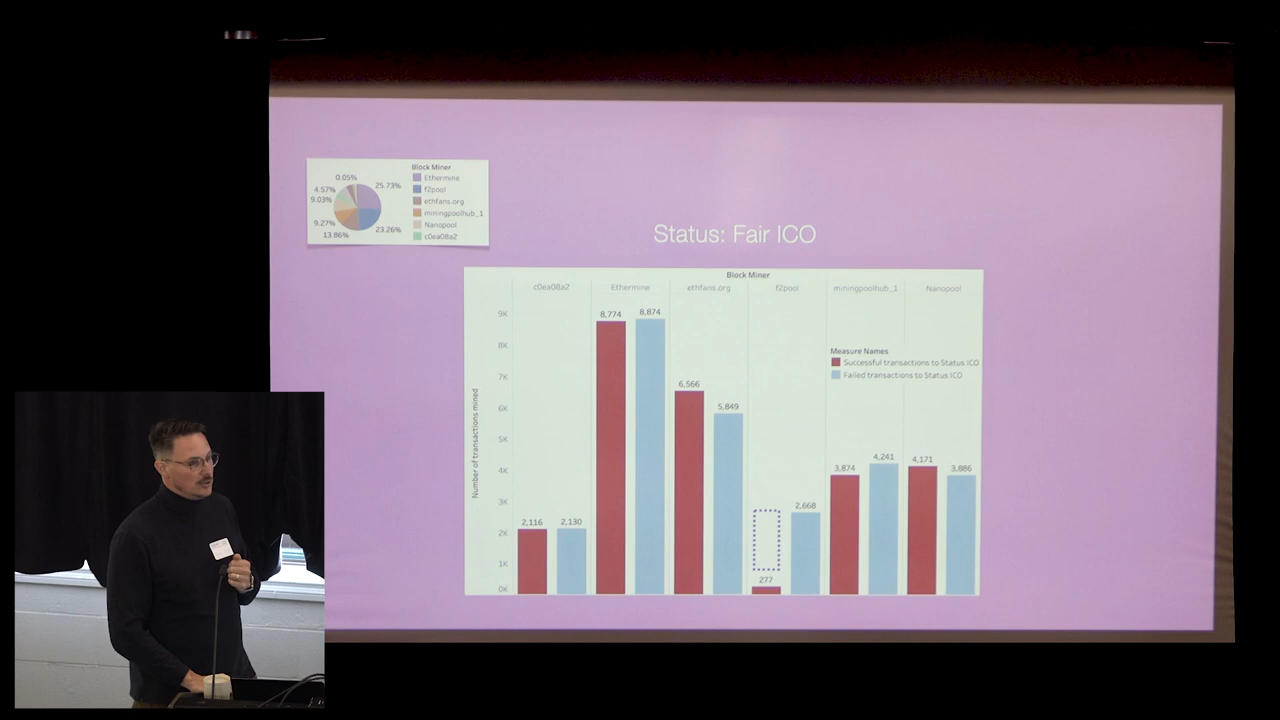 Block Miner
Ethermine
f2pool
ethfans.org
miningpoolhub_1
Nanopool
c0ea08a2
0.05%
25.73%
4.57%
9.03%
9.27%
23.26%
13.86%
Status: Fair ICO
Block Miner
c0ea08a2 Ethermine ethfans.org f2pool miningpoolhub_1 Nanopool
Number of transactions mined
9K
8K
7K
6K
5K
4K
3K
2K
1K
0K
2,116 2,130
8,774 8,874
6,566 5,849
277 2,668
3,874 4,241
4,171 3,886
Measure Names
Successful transactions to Status ICO
Failed transactions to Status ICO